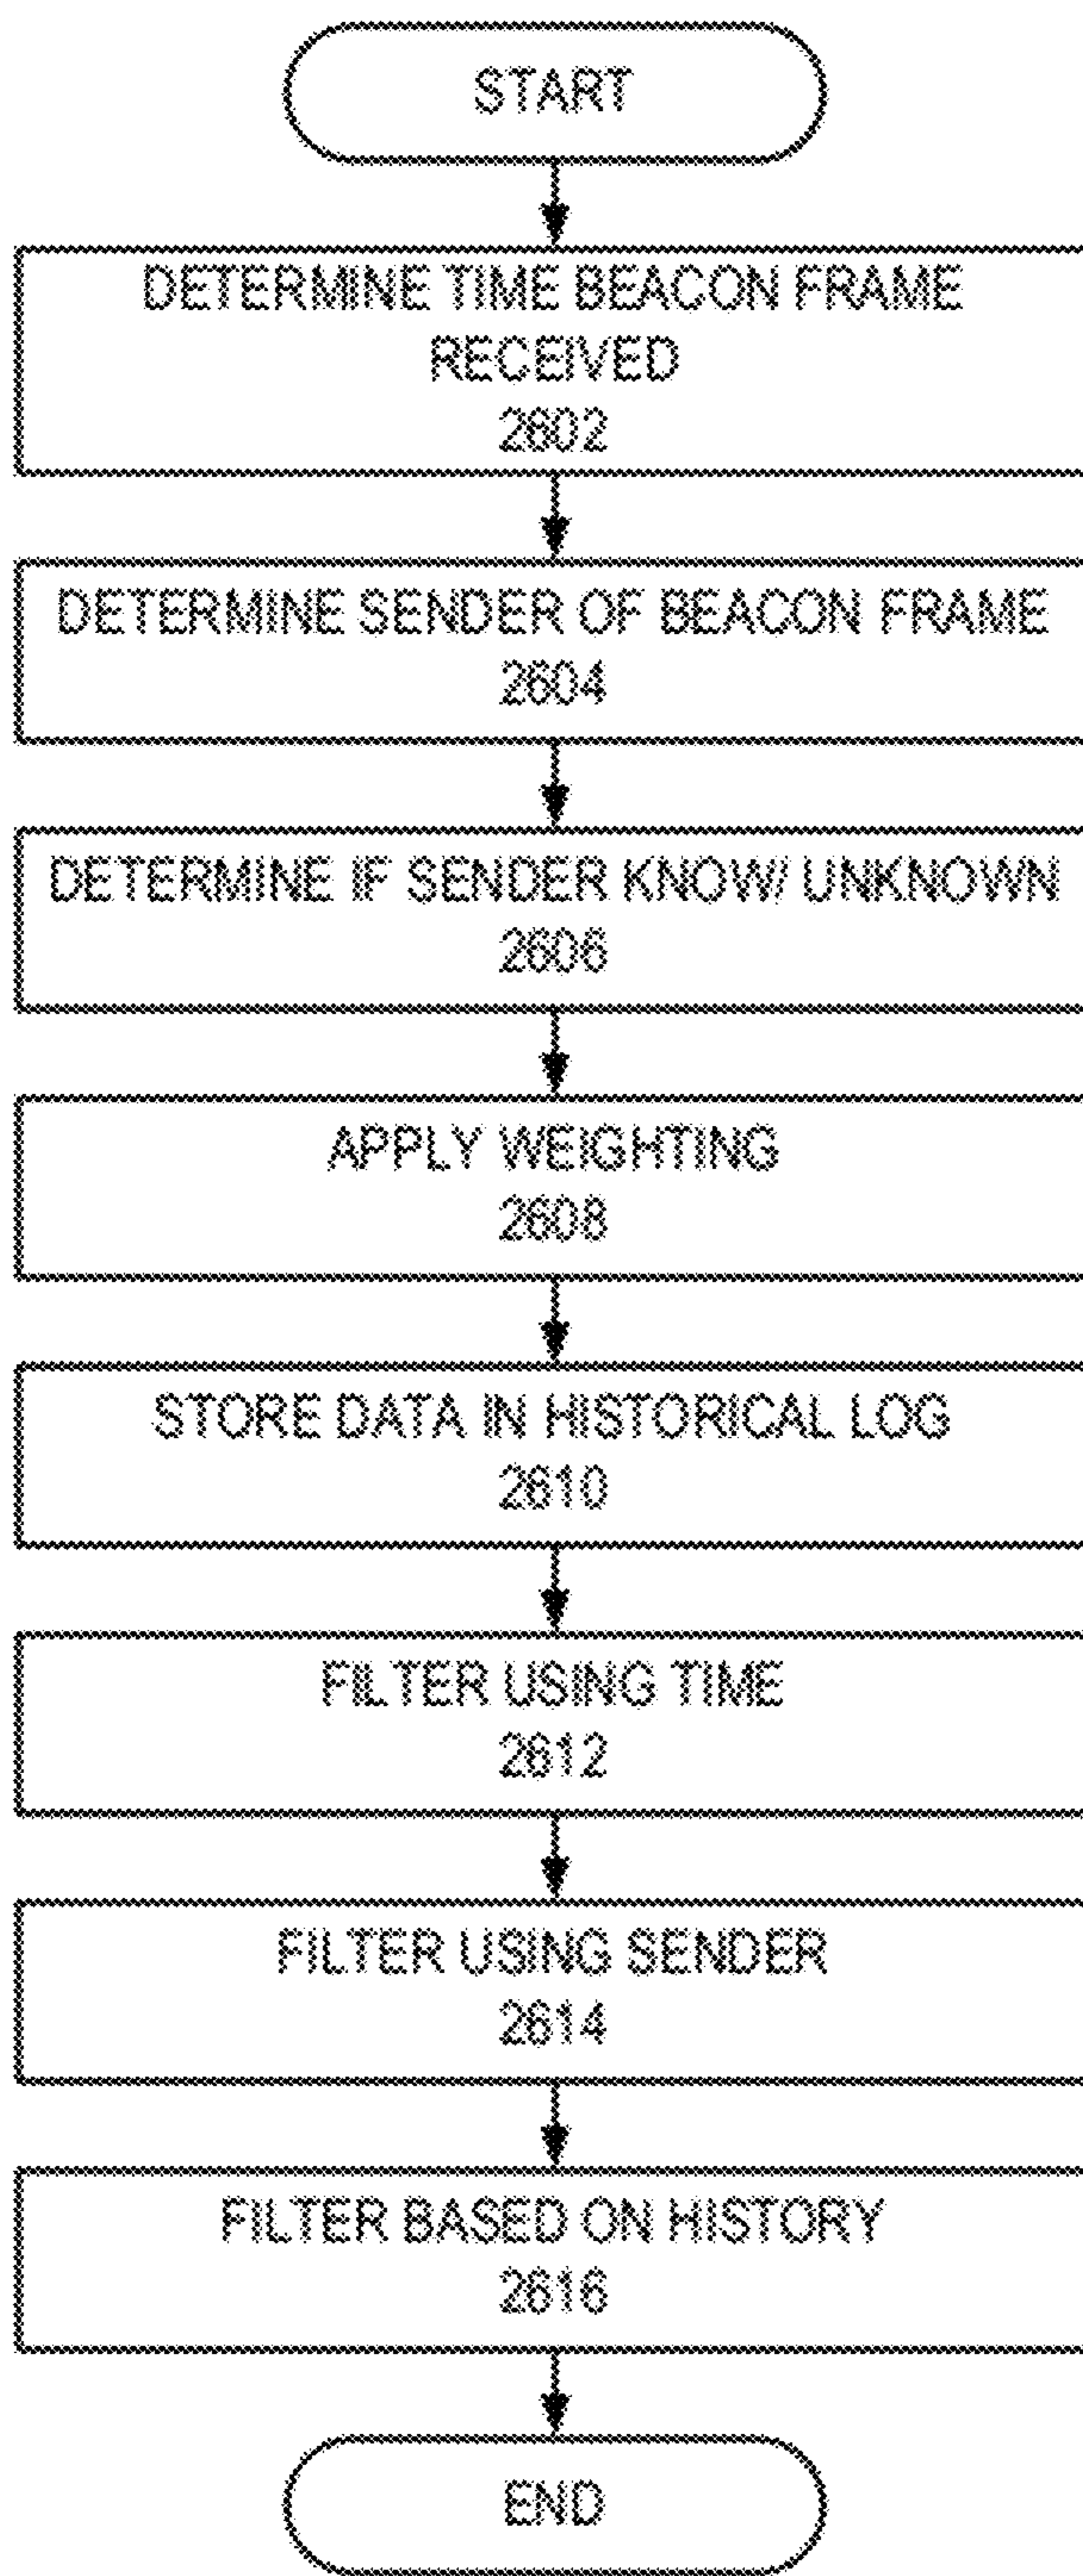 START
DETERMINE TIME BEACON FRAME
RECEIVED
2602
DETERMINE SENDER OF BEACON FRAME
2604
DETERMINE IF SENDER KNOW/ UNKNOWN
2606
APPLY WEIGHTING
2608
STORE DATA IN HISTORICAL LOG
2610
FILTER USING TIME
2612
FILTER USING SENDER
2614
FILTER BASED ON HISTORY
2616
END